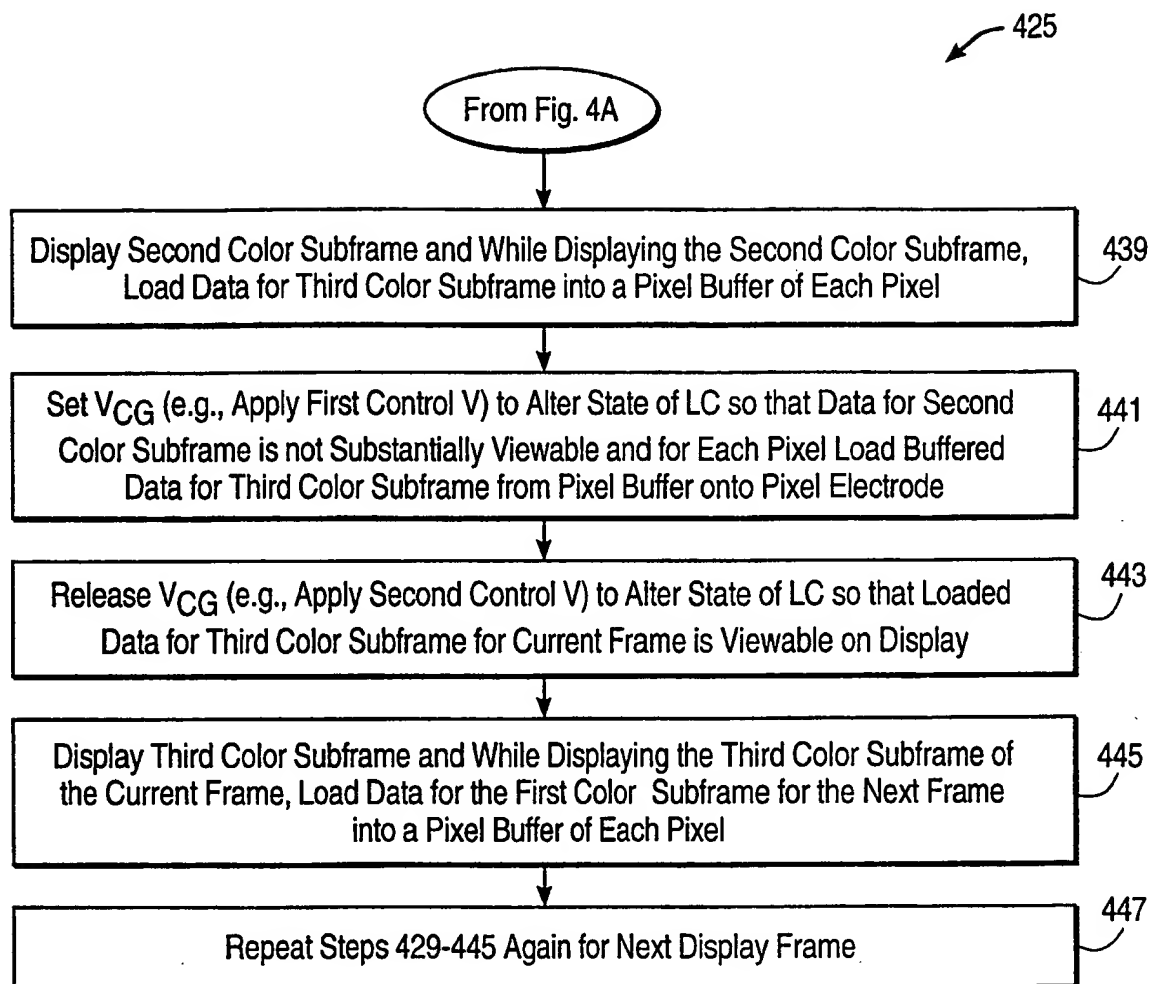 425
From Fig. 4A
Display Second Color Subframe and While Displaying the Second Color Subframe,
Load Data for Third Color Subframe into a Pixel Buffer of Each Pixel
439
Set VCG (e.g., Apply First Control V) to Alter State of LC so that Data for Second
Color Subframe is not Substantially Viewable and for Each Pixel Load Buffered
Data for Third Color Subframe from Pixel Buffer onto Pixel Electrode
441
Release VCG (e.g., Apply Second Control V) to Alter State of LC so that Loaded
Data for Third Color Subframe for Current Frame is Viewable on Display
443
Display Third Color Subframe and While Displaying the Third Color Subframe of
the Current Frame, Load Data for the First Color Subframe for the Next Frame
into a Pixel Buffer of Each Pixel
445
Repeat Steps 429-445 Again for Next Display Frame
447